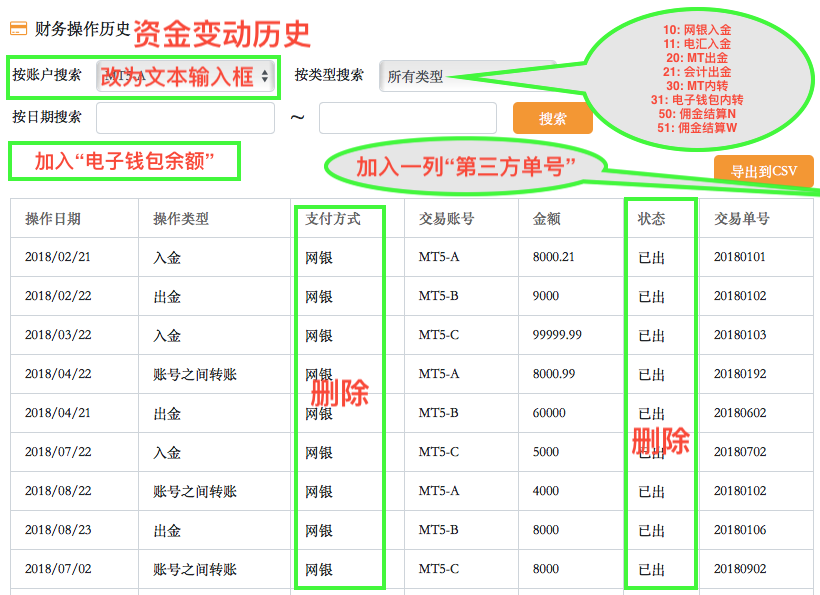 财务操作历史 资金变动历史
10: 网银入金
11: 电汇入金
20: MT出金
21: 会计出金
30: MT内转
31: 电子钱包内转
50: 佣金结算N
51: 佣金结算W
按账户搜索 MT5-A 改为文本输入框 按类型搜索 所有类型
按日期搜索 ~ 搜索
加入“电子钱包余额” 加入一列“第三方单号” 导出到CSV
操作日期 操作类型 支付方式 交易账号 金额 状态 交易单号
2018/02/21 入金 网银 MT5-A 8000.21 已出 20180101
2018/02/22 出金 网银 MT5-B 9000 已出 20180102
2018/03/22 入金 网银 MT5-C 99999.99 已出 20180103
2018/04/22 账号之间转账 网银 MT5-A 8000.99 已出 20180192
删除
2018/04/21 出金 网银 MT5-B 60000 已出 20180602
删除
2018/07/22 入金 网银 MT5-C 5000 已出 20180702
2018/08/22 账号之间转账 网银 MT5-A 4000 已出 20180102
2018/08/23 出金 网银 MT5-B 8000 已出 20180106
2018/07/02 账号之间转账 网银 MT5-C 8000 已出 20180902